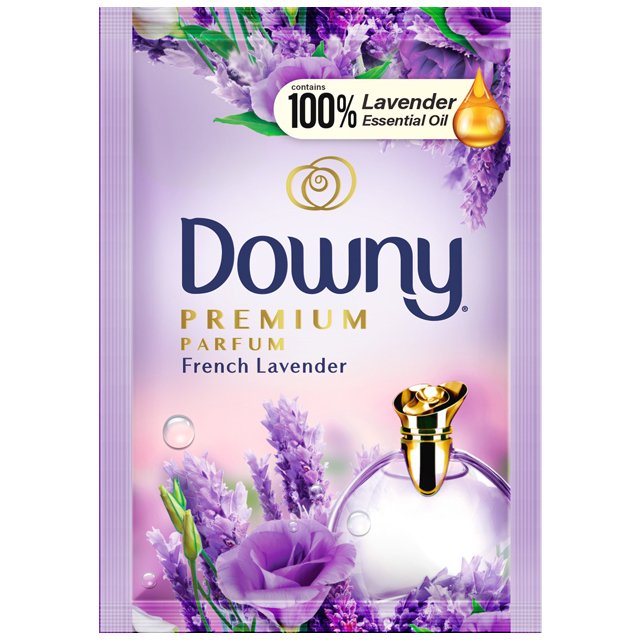 contains
100% Lavender
Essential Oil
Downy®
PREMIUM
PARFUM
French Lavender